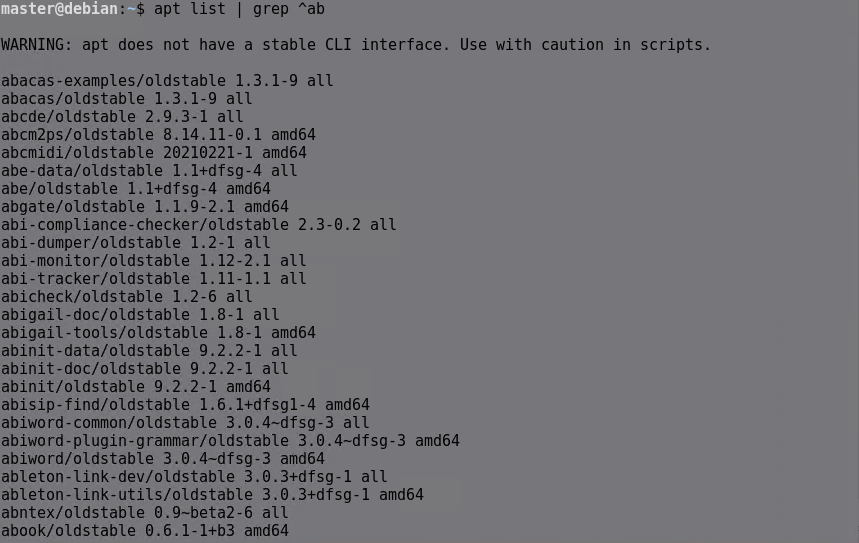 master@debian:~$ apt list | grep ^ab
WARNING: apt does not have a stable CLI interface. Use with caution in scripts.
abacas-examples/oldstable 1.3.1-9 all
abacas/oldstable 1.3.1-9 all
abcde/oldstable 2.9.3-1 all
abcm2ps/oldstable 8.14.11-0.1 amd64
abcmidi/oldstable 20210221-1 amd64
abe-data/oldstable 1.1+dfsg-4 all
abe/oldstable 1.1+dfsg-4 amd64
abgate/oldstable 1.1.9-2.1 amd64
abi-compliance-checker/oldstable 2.3-0.2 all
abi-dumper/oldstable 1.2-1 all
abi-monitor/oldstable 1.12-2.1 all
abi-tracker/oldstable 1.11-1.1 all
abicheck/oldstable 1.2-6 all
abigail-doc/oldstable 1.8-1 all
abigail-tools/oldstable 1.8-1 amd64
abinit-data/oldstable 9.2.2-1 all
abinit-doc/oldstable 9.2.2-1 all
abinit/oldstable 9.2.2-1 amd64
abisip-find/oldstable 1.6.1+dfsg1-4 amd64
abiword-common/oldstable 3.0.4~dfsg-3 all
abiword-plugin-grammar/oldstable 3.0.4~dfsg-3 amd64
abiword/oldstable 3.0.4~dfsg-3 amd64
ableton-link-dev/oldstable 3.0.3+dfsg-1 all
ableton-link-utils/oldstable 3.0.3+dfsg-1 amd64
abntex/oldstable 0.9~beta2-6 all
abook/oldstable 0.6.1-1+b3 amd64